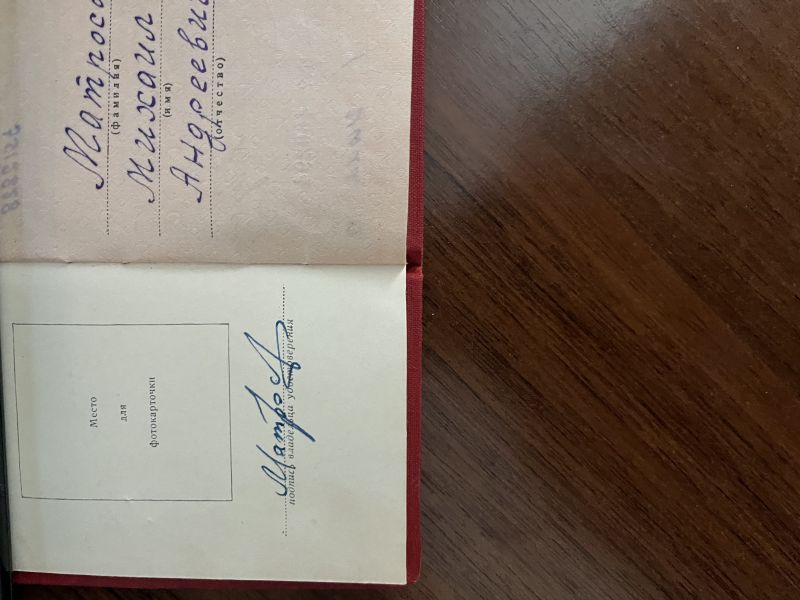 Место
для
фотокарточки
подпись владельца удостоверения
Матросо
(фамилия)
Михаил
(имя)
Андрееви
(отчество)